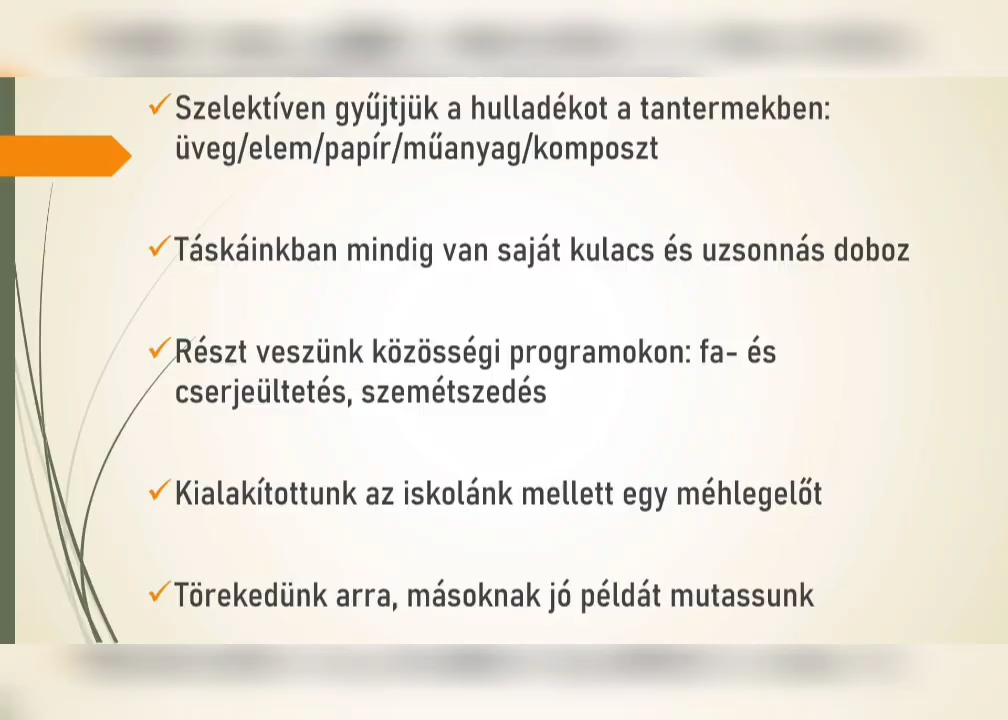 Szelektíven gyűjtjük a hulladékot a tantermekben:
üveg/elem/papír/műanyag/komposzt
Táskáinkban mindig van saját kulacs és uzsonnás doboz
Részt veszünk közösségi programokon: fa- és
cserjeültetés, szemétszedés
Kialakítottunk az iskolánk mellett egy méhlegelőt
Törekedünk arra, másoknak jó példát mutassunk